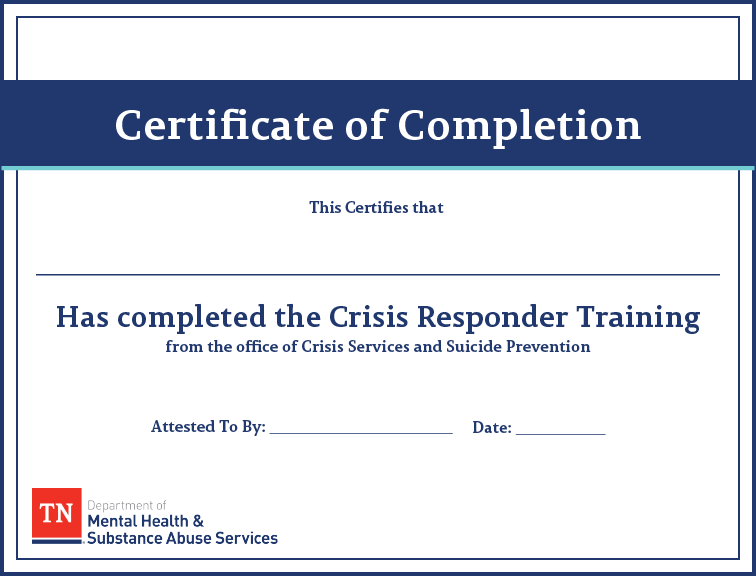 Certificate of Completion
This Certifies that
Has completed the Crisis Responder Training
from the office of Crisis Services and Suicide Prevention
Attested To By: ______________________ Date: ___________
TN
Department of
Mental Health &
Substance Abuse Services